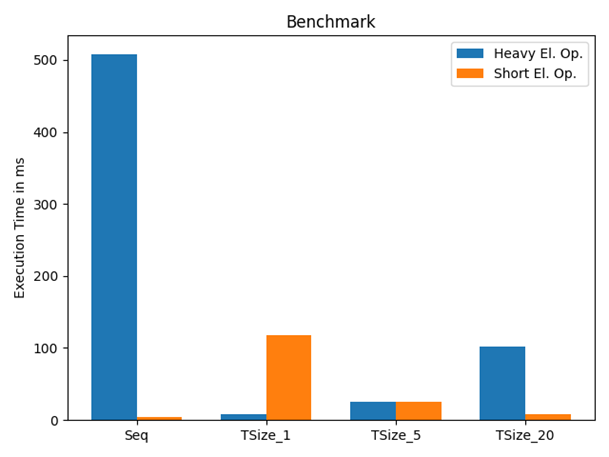 Benchmark
Heavy El. Op.
Short El. Op.
Execution Time in ms
500
400
300
200
100
0
Seq
TSize_1
TSize_5
TSize_20